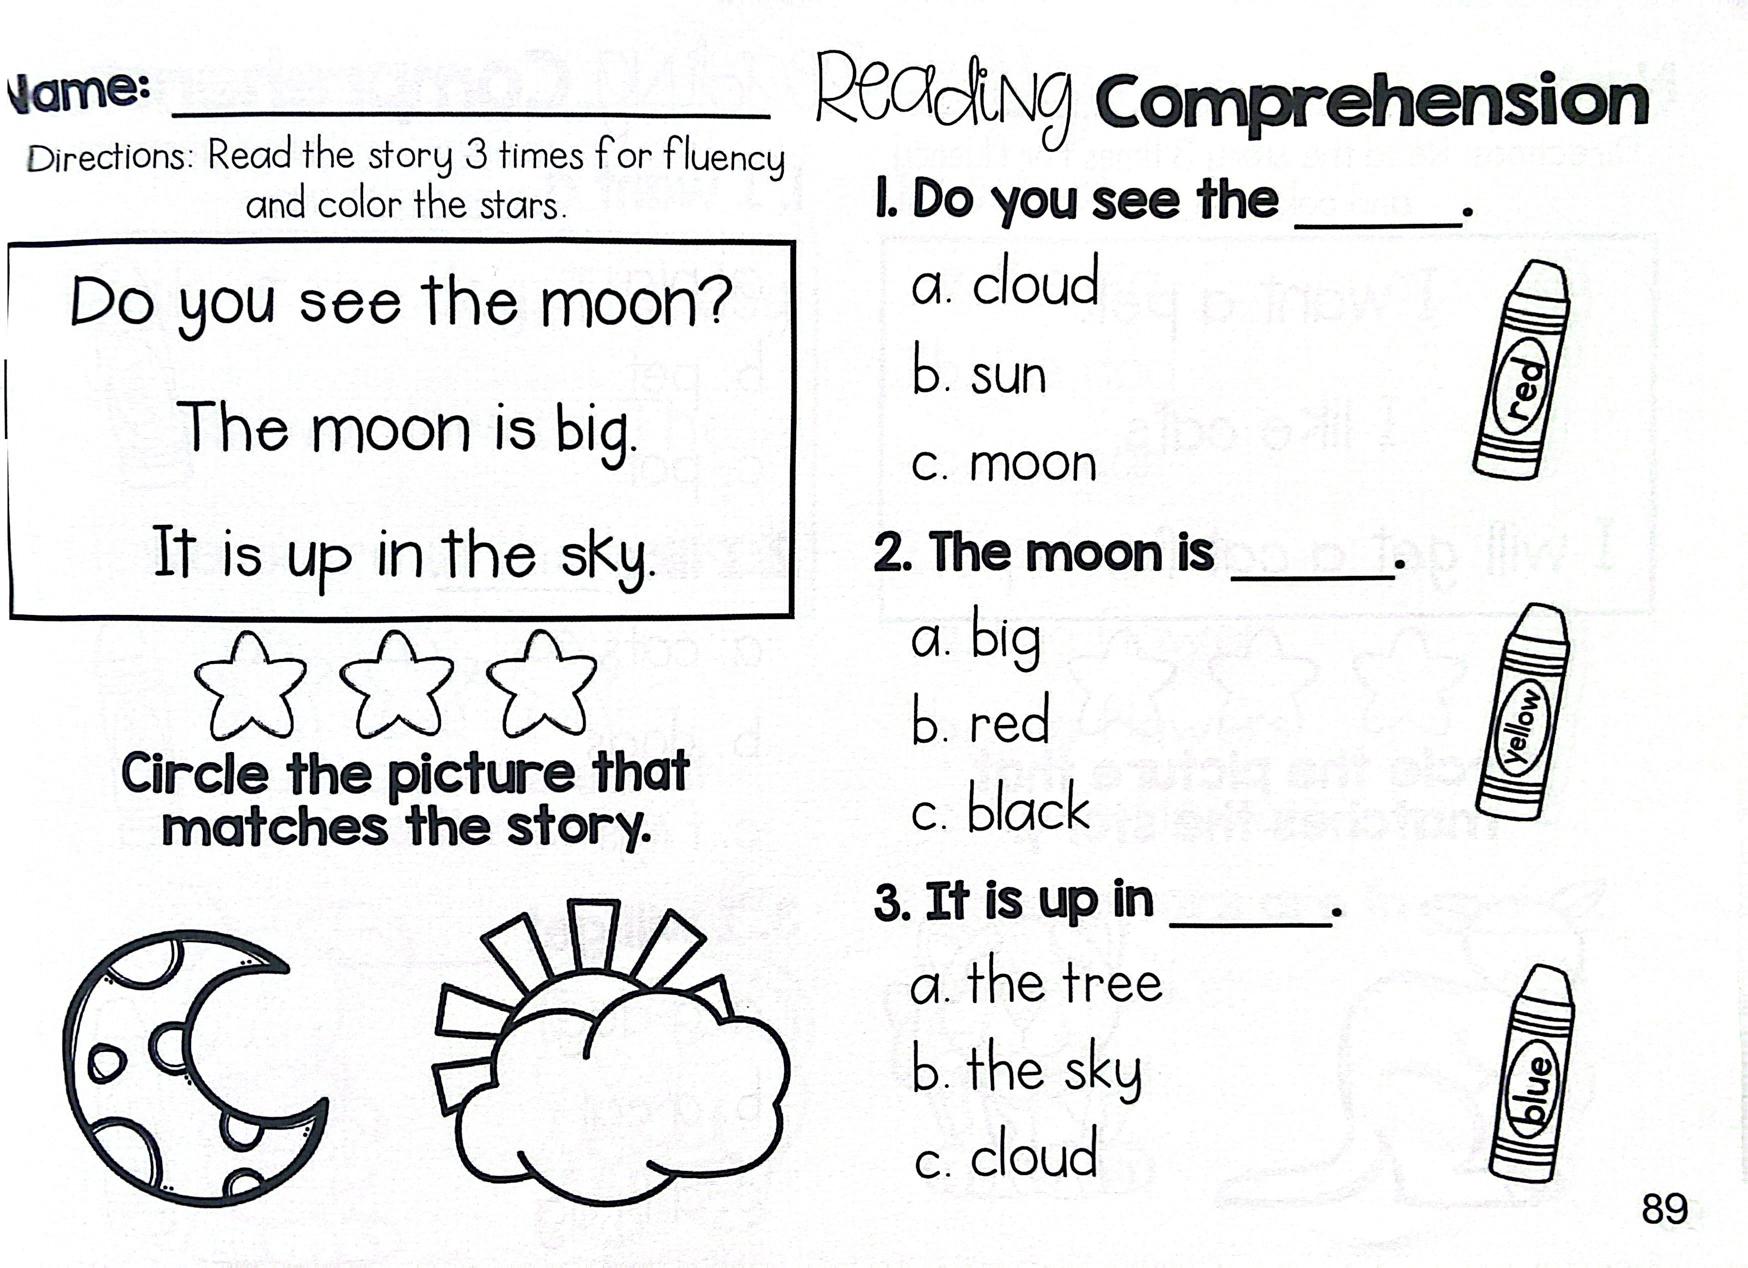 Name:
Directions: Read the story 3 times for fluency
and color the stars.
Do you see the moon?
The moon is big.
It is up in the sky.
Circle the picture that
matches the story.
Reading Comprehension
1. Do you see the ______.
a. cloud
b. sun
c. moon
red
2. The moon is ______.
a. big
b. red
c. black
yellow
3. It is up in ______.
a. the tree
b. the sky
c. cloud
blue
89